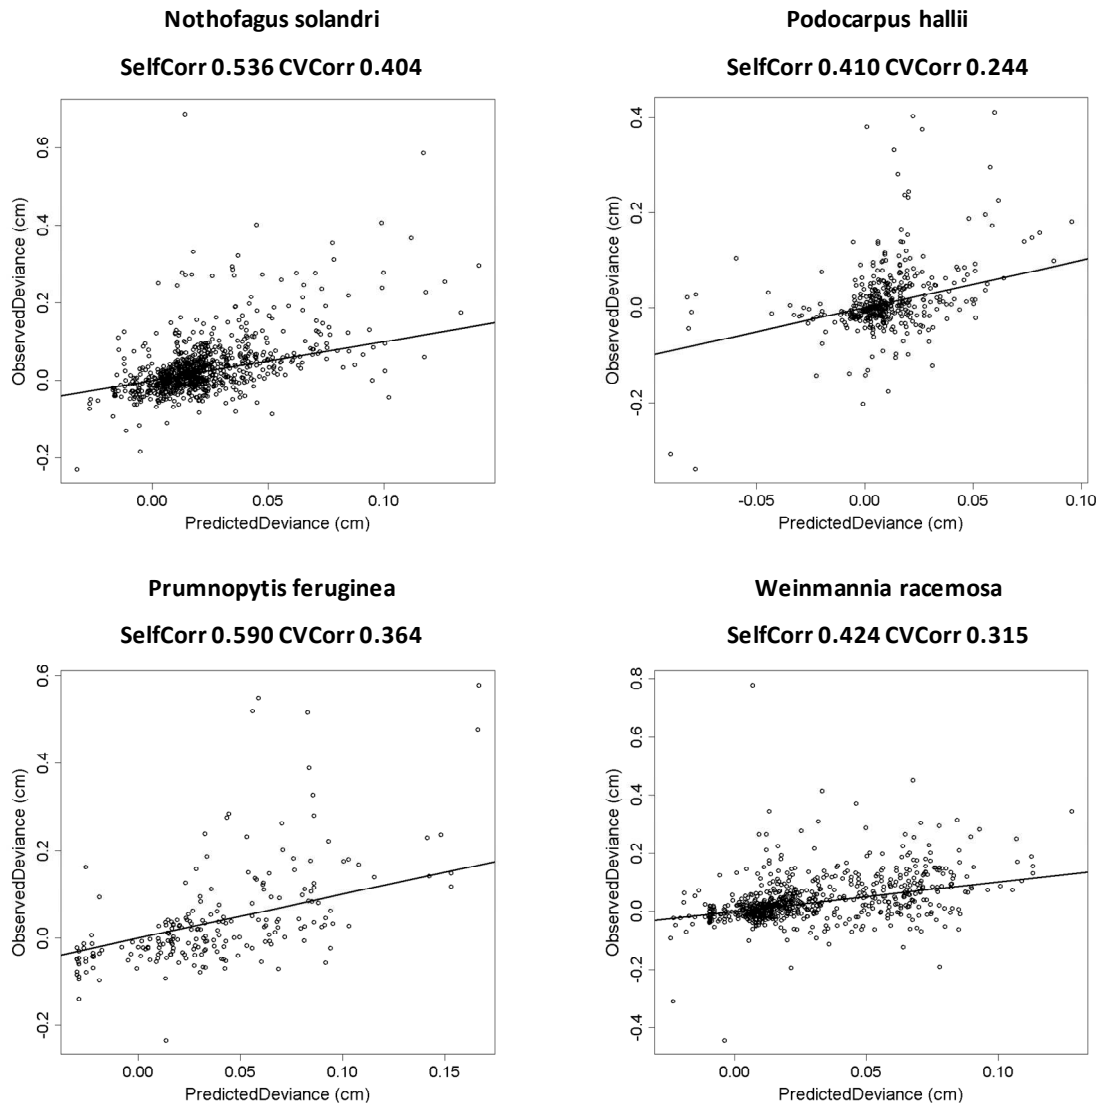 Nothofagus solandri
SelfCorr 0.536 CVCorr 0.404
ObservedDeviance (cm)
0.6
0.4
0.2
0.0
-0.2
0.00 0.05 0.10
PredictedDeviance (cm)
Podocarpus hallii
SelfCorr 0.410 CVCorr 0.244
ObservedDeviance (cm)
0.4
0.2
0.0
-0.2
-0.05 0.00 0.05 0.10
PredictedDeviance (cm)
Prumnopytis feruginea
SelfCorr 0.590 CVCorr 0.364
ObservedDeviance (cm)
0.6
0.4
0.2
0.0
-0.2
0.00 0.05 0.10 0.15
PredictedDeviance (cm)
Weinmannia racemosa
SelfCorr 0.424 CVCorr 0.315
ObservedDeviance (cm)
0.8
0.6
0.4
0.2
0.0
-0.2
-0.4
0.00 0.05 0.10
PredictedDeviance (cm)